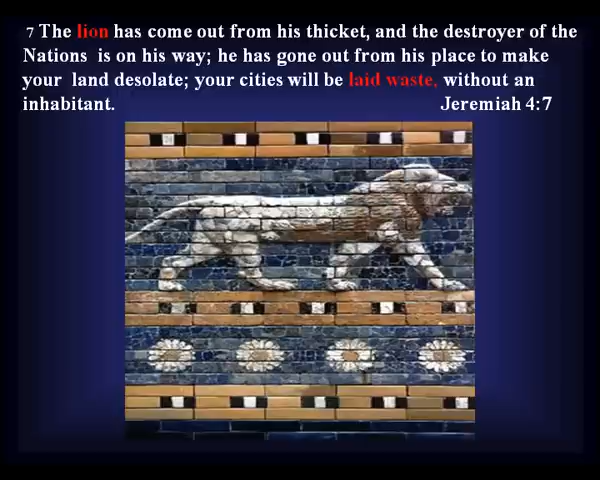 7 The lion has come out from his thicket, and the destroyer of the
Nations is on his way; he has gone out from his place to make
your land desolate; your cities will be laid waste, without an
inhabitant. Jeremiah 4:7